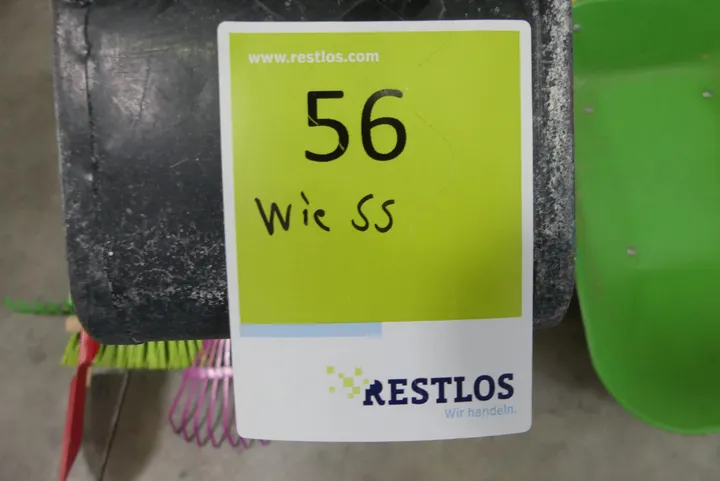 www.restlos.com
56
Wie 55
RESTLOS
Wir handeln.